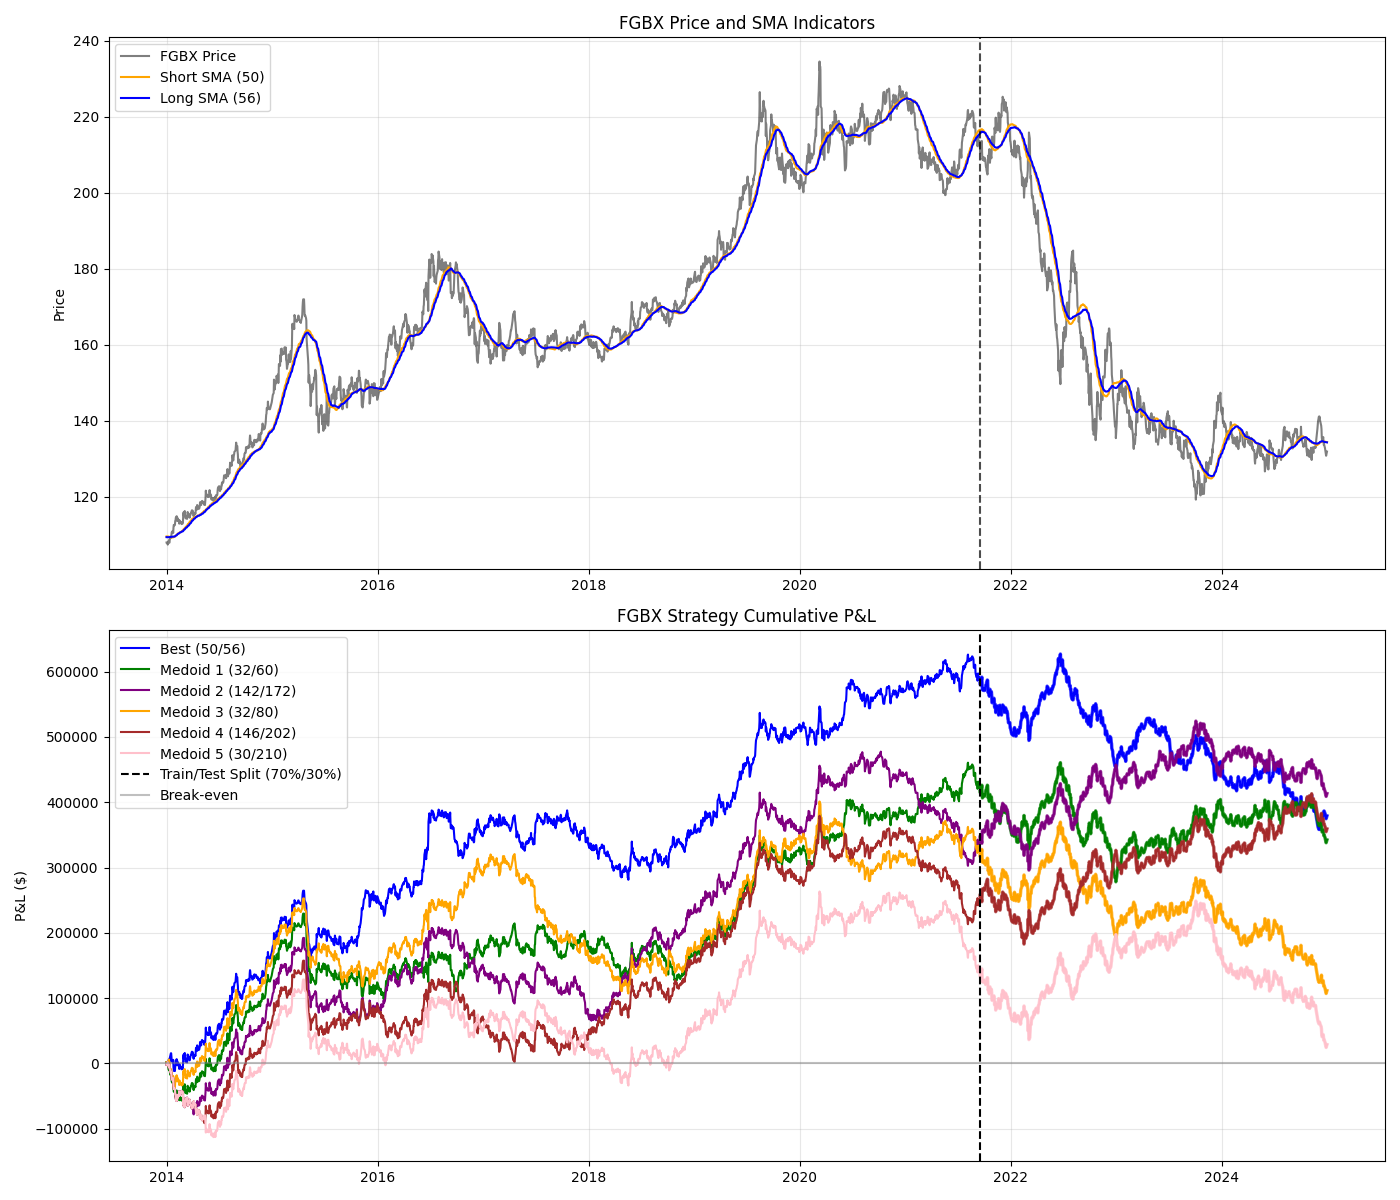 FGBX Price and SMA Indicators
FGBX Price
Short SMA (50)
Long SMA (56)
Price
240
220
200
180
160
140
120
2014
2016
2018
2020
2022
2024
FGBX Strategy Cumulative P&L
Best (50/56)
Medoid 1 (32/60)
Medoid 2 (142/172)
Medoid 3 (32/80)
Medoid 4 (146/202)
Medoid 5 (30/210)
Train/Test Split (70%/30%)
Break-even
P&L ($)
600000
500000
400000
300000
200000
100000
0
−100000
2014
2016
2018
2020
2022
2024